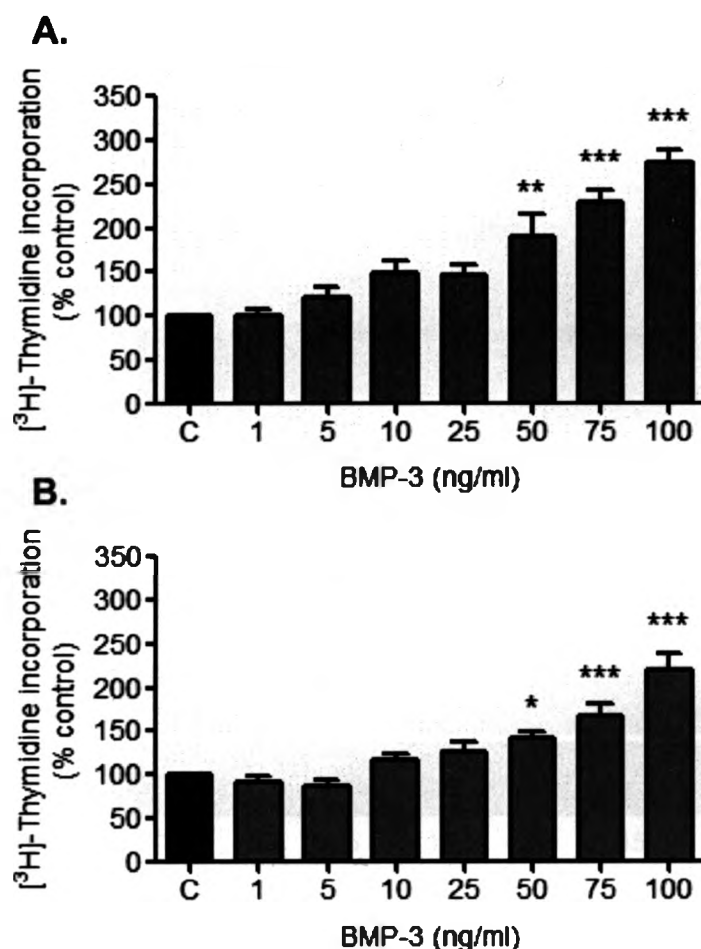 A.
[³H]-Thymidine incorporation
(% control)
350
300
250
200
150
100
50
0
**
***
***
C 1 5 10 25 50 75 100
BMP-3 (ng/ml)
B.
[³H]-Thymidine incorporation
(% control)
350
300
250
200
150
100
50
0
*
***
***
C 1 5 10 25 50 75 100
BMP-3 (ng/ml)